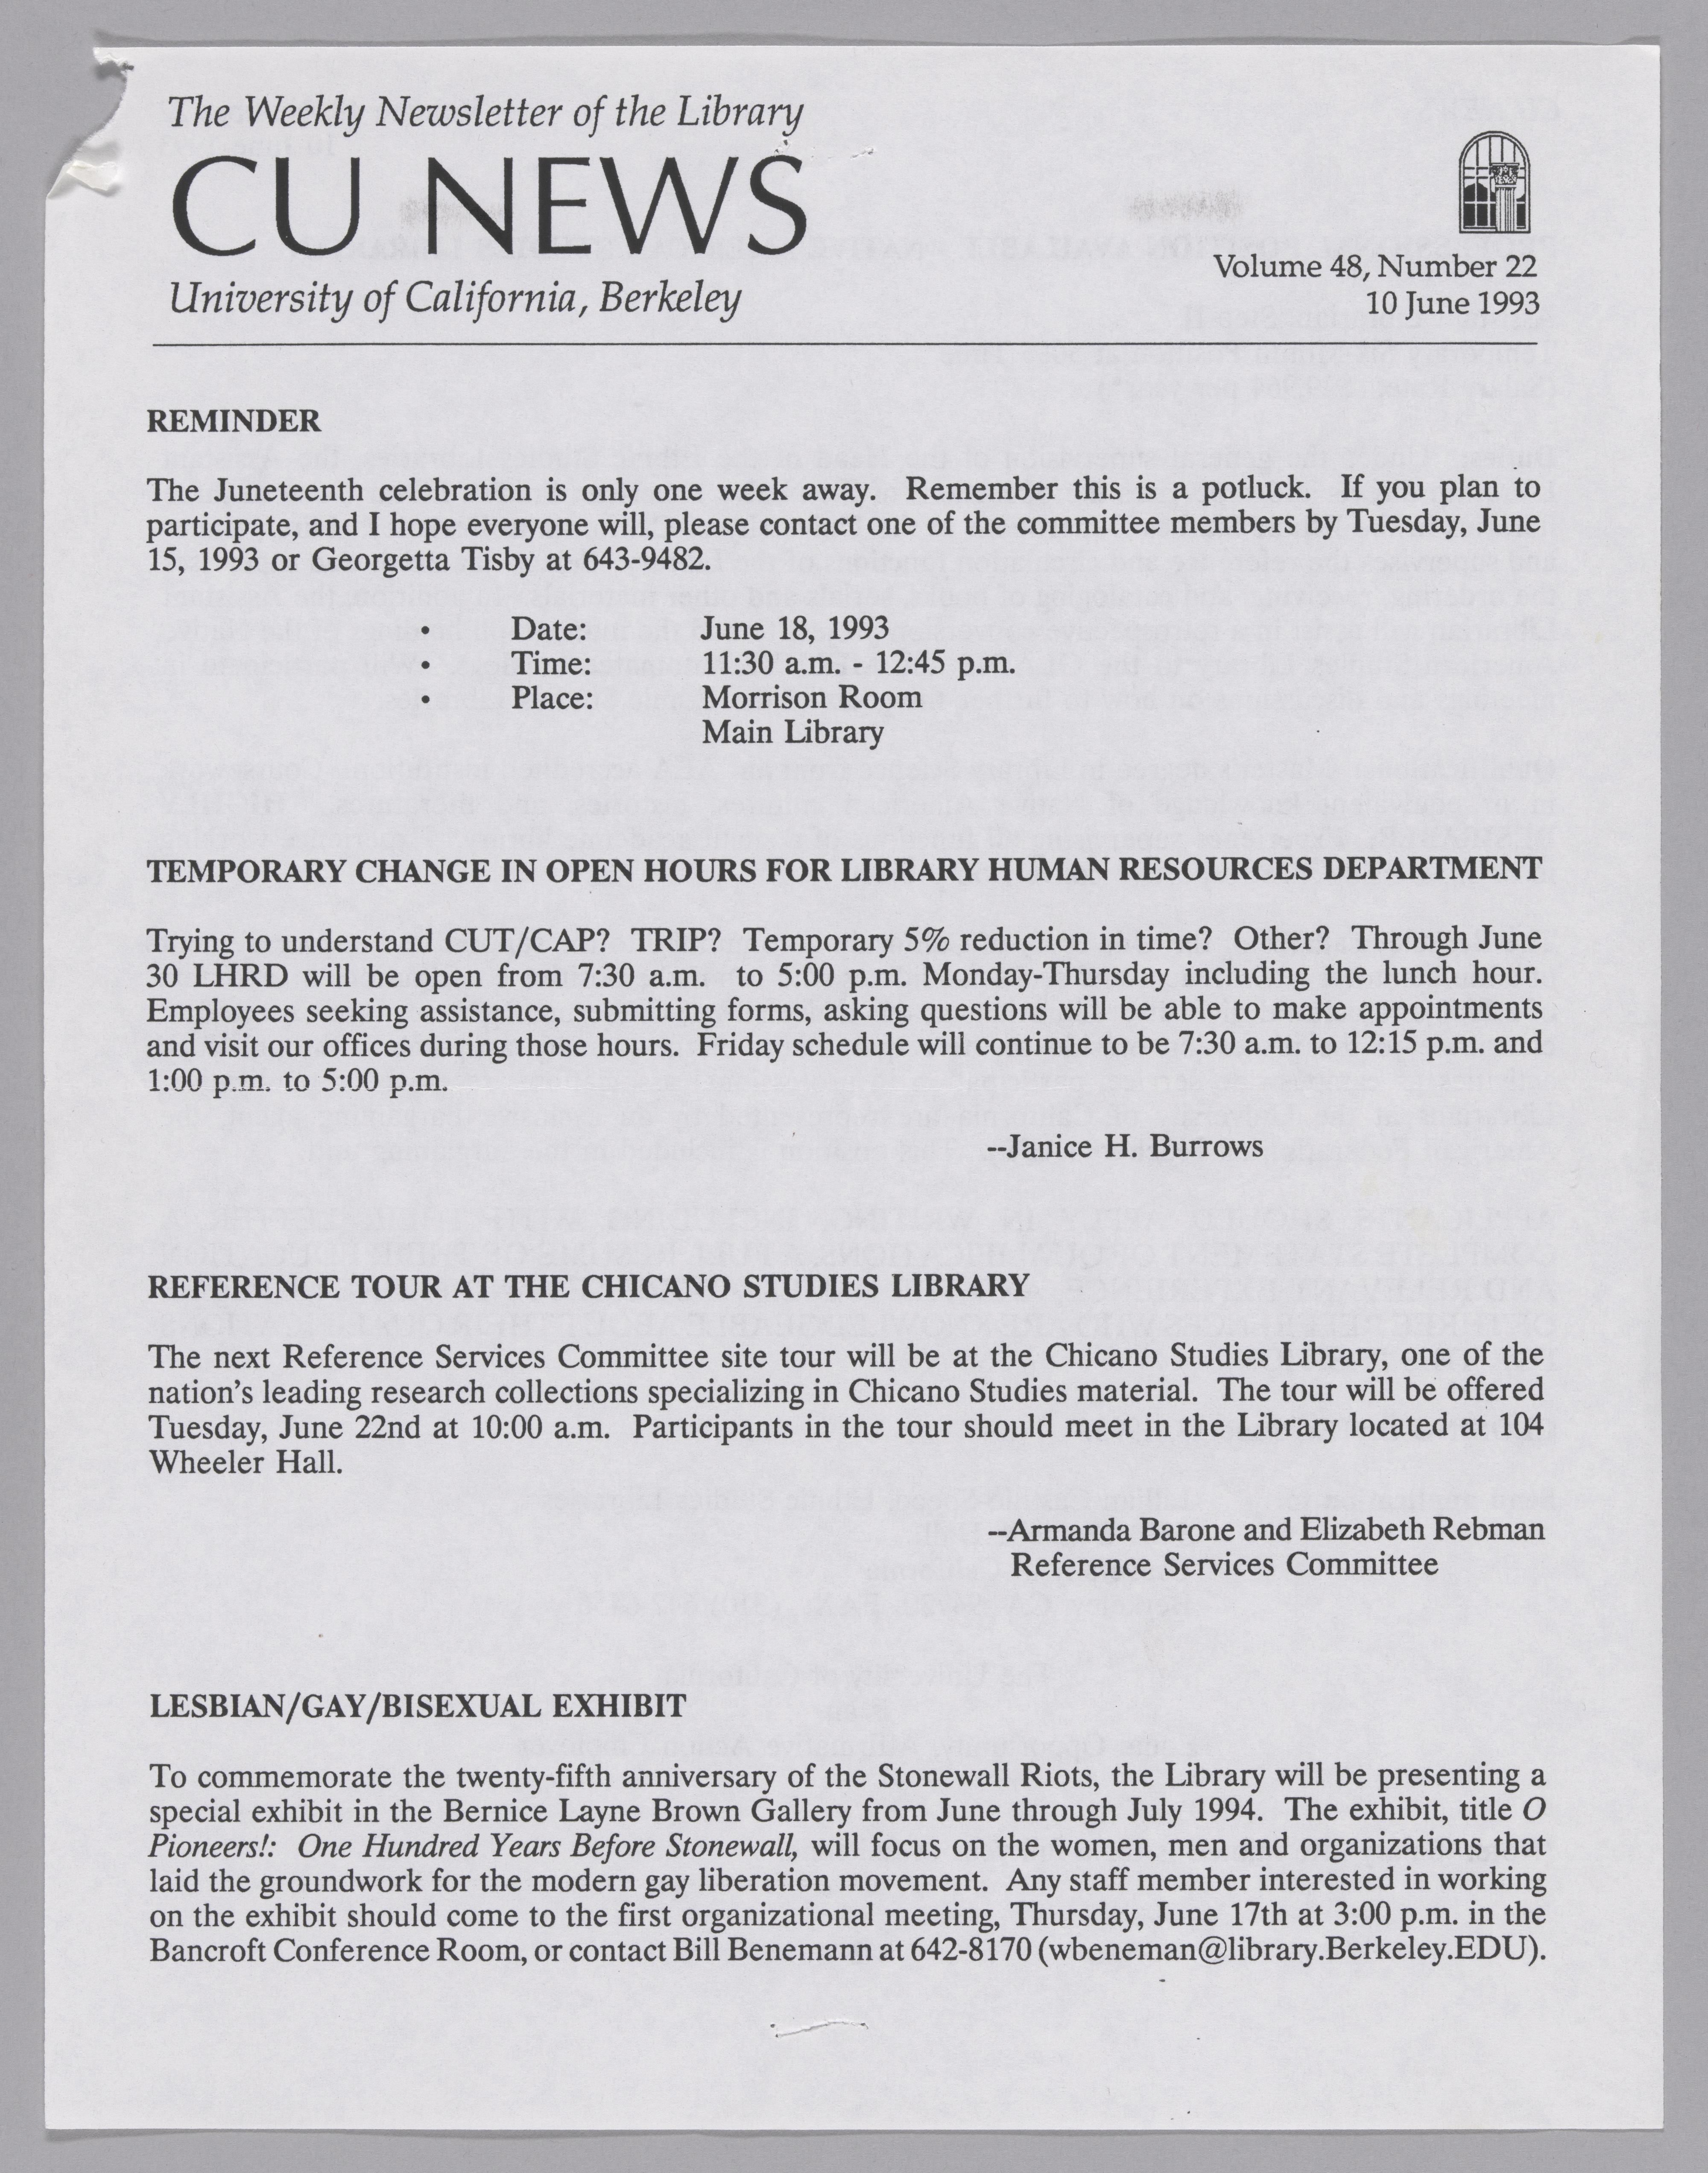 The Weekly Newsletter of the Library
CU NEWS
University of California, Berkeley
Volume 48, Number 22
10 June 1993
REMINDER
The Juneteenth celebration is only one week away. Remember this is a potluck. If you plan to
participate, and I hope everyone will, please contact one of the committee members by Tuesday, June
15, 1993 or Georgetta Tisby at 643-9482.
• Date: June 18, 1993
• Time: 11:30 a.m. - 12:45 p.m.
• Place: Morrison Room
Main Library
TEMPORARY CHANGE IN OPEN HOURS FOR LIBRARY HUMAN RESOURCES DEPARTMENT
Trying to understand CUT/CAP? TRIP? Temporary 5% reduction in time? Other? Through June
30 LHRD will be open from 7:30 a.m. to 5:00 p.m. Monday-Thursday including the lunch hour.
Employees seeking assistance, submitting forms, asking questions will be able to make appointments
and visit our offices during those hours. Friday schedule will continue to be 7:30 a.m. to 12:15 p.m. and
1:00 p.m. to 5:00 p.m.
--Janice H. Burrows
REFERENCE TOUR AT THE CHICANO STUDIES LIBRARY
The next Reference Services Committee site tour will be at the Chicano Studies Library, one of the
nation's leading research collections specializing in Chicano Studies material. The tour will be offered
Tuesday, June 22nd at 10:00 a.m. Participants in the tour should meet in the Library located at 104
Wheeler Hall.
--Armanda Barone and Elizabeth Rebman
Reference Services Committee
LESBIAN/GAY/BISEXUAL EXHIBIT
To commemorate the twenty-fifth anniversary of the Stonewall Riots, the Library will be presenting a
special exhibit in the Bernice Layne Brown Gallery from June through July 1994. The exhibit, title O
Pioneers!: One Hundred Years Before Stonewall, will focus on the women, men and organizations that
laid the groundwork for the modern gay liberation movement. Any staff member interested in working
on the exhibit should come to the first organizational meeting, Thursday, June 17th at 3:00 p.m. in the
Bancroft Conference Room, or contact Bill Benemann at 642-8170 (wbeneman@library.Berkeley.EDU).